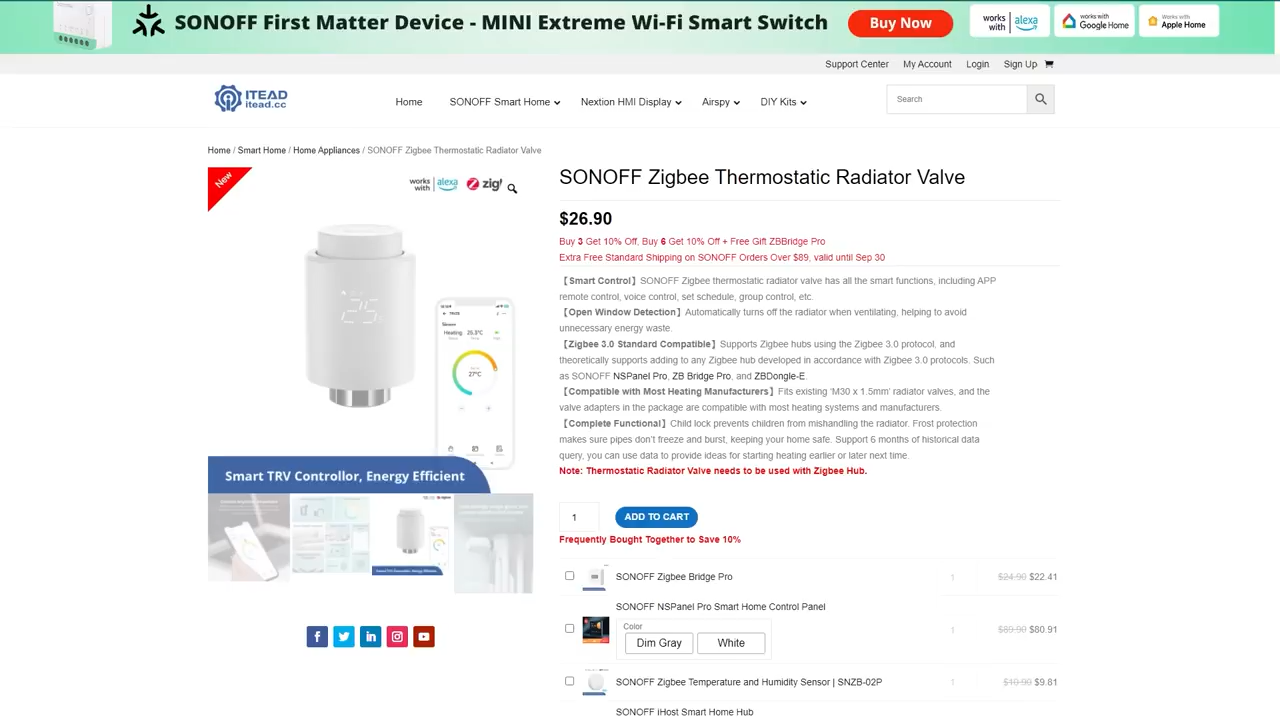 SONOFF First Matter Device - MINI Extreme Wi-Fi Smart Switch
Buy Now
works with alexa
works with Google Home
Works with Apple Home
Support Center My Account Login Sign Up
ITEAD
itead.cc
Home SONOFF Smart Home Nextion HMI Display Airspy DIY Kits
Search
Home / Smart Home / Home Appliances / SONOFF Zigbee Thermostatic Radiator Valve
New
works with alexa zig!
SONOFF Zigbee Thermostatic Radiator Valve
$26.90
Buy 3 Get 10% Off, Buy 6 Get 10% Off + Free Gift ZBBridge Pro
Extra Free Standard Shipping on SONOFF Orders Over $89, valid until Sep 30
【Smart Control】SONOFF Zigbee thermostatic radiator valve has all the smart functions, including APP
remote control, voice control, set schedule, group control, etc.
【Open Window Detection】Automatically turns off the radiator when ventilating, helping to avoid
unnecessary energy waste.
【Zigbee 3.0 Standard Compatible】Supports Zigbee hubs using the Zigbee 3.0 protocol, and
theoretically supports adding to any Zigbee hub developed in accordance with Zigbee 3.0 protocols. Such
as SONOFF NSPanel Pro, ZB Bridge Pro, and ZBDongle-E.
【Compatible with Most Heating Manufacturers】Fits existing ‘M30 x 1.5mm’ radiator valves, and the
valve adapters in the package are compatible with most heating systems and manufacturers.
【Complete Functional】Child lock prevents children from mishandling the radiator. Frost protection
makes sure pipes don’t freeze and burst, keeping your home safe. Support 6 months of historical data
query, you can use data to provide ideas for starting heating earlier or later next time.
Note: Thermostatic Radiator Valve needs to be used with Zigbee Hub.
Heating 25.5°C
27°C
Smart TRV Controllor, Energy Efficient
1 ADD TO CART
Frequently Bought Together to Save 10%
SONOFF Zigbee Bridge Pro 1 $24.90 $22.41
SONOFF NSPanel Pro Smart Home Control Panel
Color
Dim Gray White
1 $89.90 $80.91
SONOFF Zigbee Temperature and Humidity Sensor | SNZB-02P 1 $10.90 $9.81
SONOFF iHost Smart Home Hub